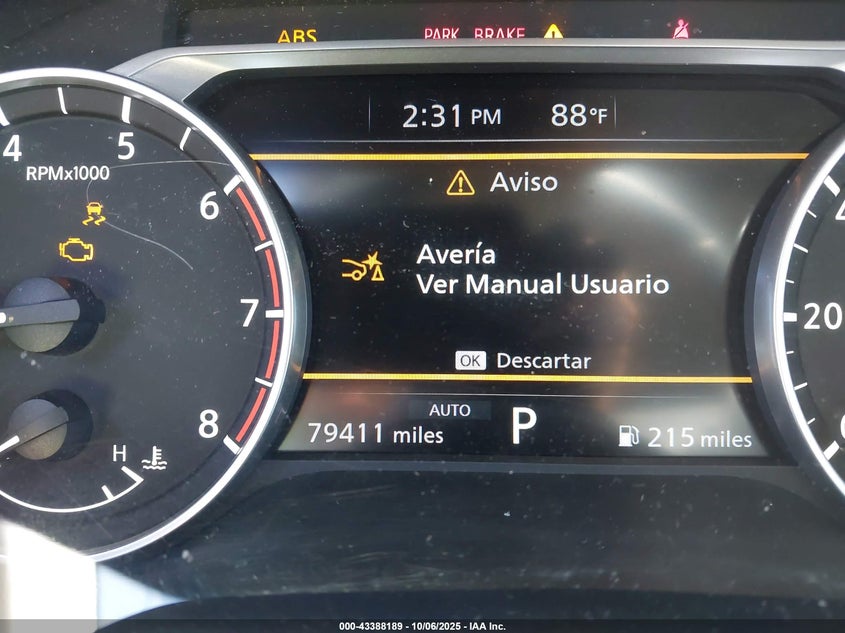 ABS PARK BRAKE
2:31 PM 88°F
4 5 6 7 8
RPMx1000
Aviso
Avería
Ver Manual Usuario
OK Descartar
AUTO
79411 miles P 215 miles
H
20
000-43388189 - 10/06/2025 - IAA Inc.